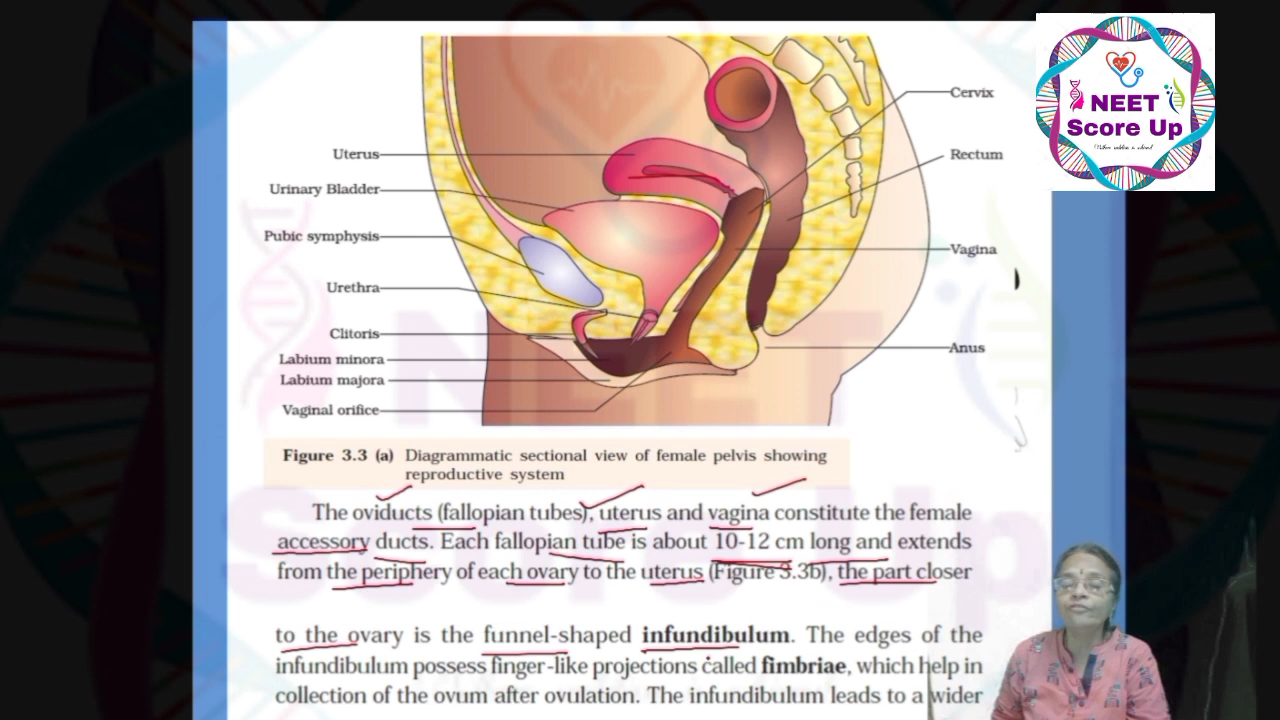 NEET
Score Up
Cervix
Uterus
Rectum
Urinary Bladder
Pubic symphysis
Vagina
Urethra
Clitoris
Anus
Labium minora
Labium majora
Vaginal orifice
Figure 3.3 (a) Diagrammatic sectional view of female pelvis showing
reproductive system
The oviducts (fallopian tubes), uterus and vagina constitute the female
accessory ducts. Each fallopian tube is about 10-12 cm long and extends
from the periphery of each ovary to the uterus (Figure 3.3b), the part closer
to the ovary is the funnel-shaped infundibulum. The edges of the
infundibulum possess finger-like projections called fimbriae, which help in
collection of the ovum after ovulation. The infundibulum leads to a wider
NEET
Score Up